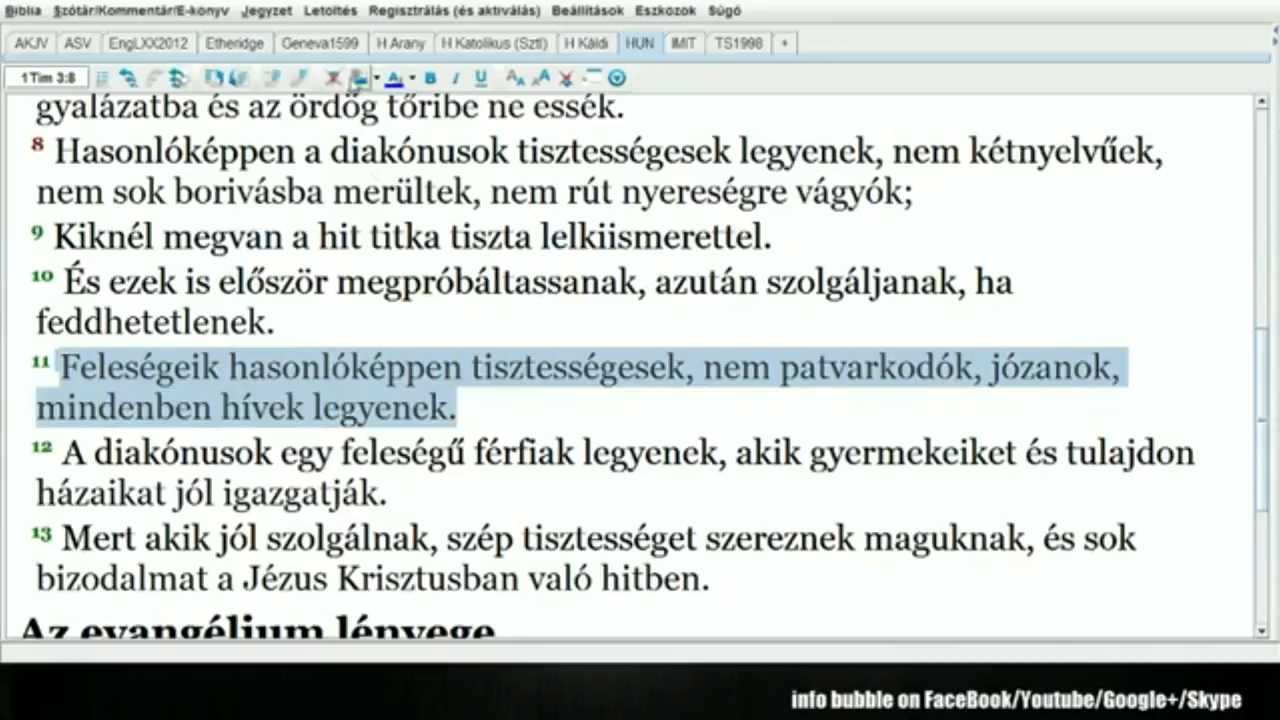 Biblia Szótár/Kommentár/E-könyv Jegyzet Letöltés Regisztrálás (és aktiválás) Beállítások Eszkozok Súgó
AKJV ASV EngLXX2012 Etheridge Geneva1599 H Arany H Katolikus (SztI) H Káldi HUN IMIT TS1998 +
1Tim 3:8
gyalázatba és az ördög tőribe ne essék.
8 Hasonlóképpen a diakónusok tisztességesek legyenek, nem kétnyelvűek,
nem sok borivásba merültek, nem rút nyereségre vágyók;
9 Kiknél megvan a hit titka tiszta lelkiismerettel.
10 És ezek is először megpróbáltassanak, azután szolgáljanak, ha
feddhetetlenek.
11 Feleségeik hasonlóképpen tisztességesek, nem patvarkodók, józanok,
mindenben hívek legyenek.
12 A diakónusok egy feleségű férfiak legyenek, akik gyermekeiket és tulajdon
házaikat jól igazgatják.
13 Mert akik jól szolgálnak, szép tisztességet szereznek maguknak, és sok
bizodalmat a Jézus Krisztusban való hitben.
Az evangélium lényege
info bubble on FaceBook/Youtube/Google+/Skype